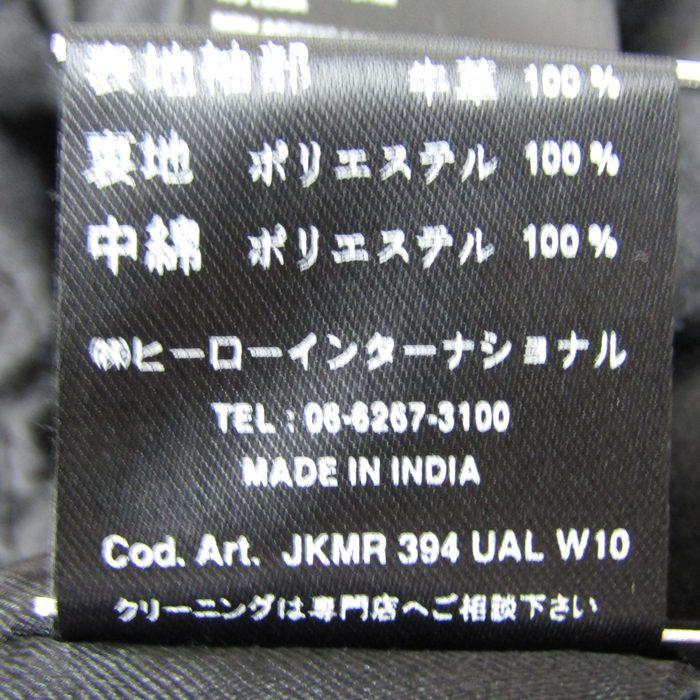 表地袖部 牛革 100%
裏地 ポリエステル 100%
中綿 ポリエステル 100%
㈱ヒーローインターナショナル
TEL : 06-6267-3100
MADE IN INDIA
Cod. Art. JKMR 394 UAL W10
クリーニングは専門店へご相談下さい